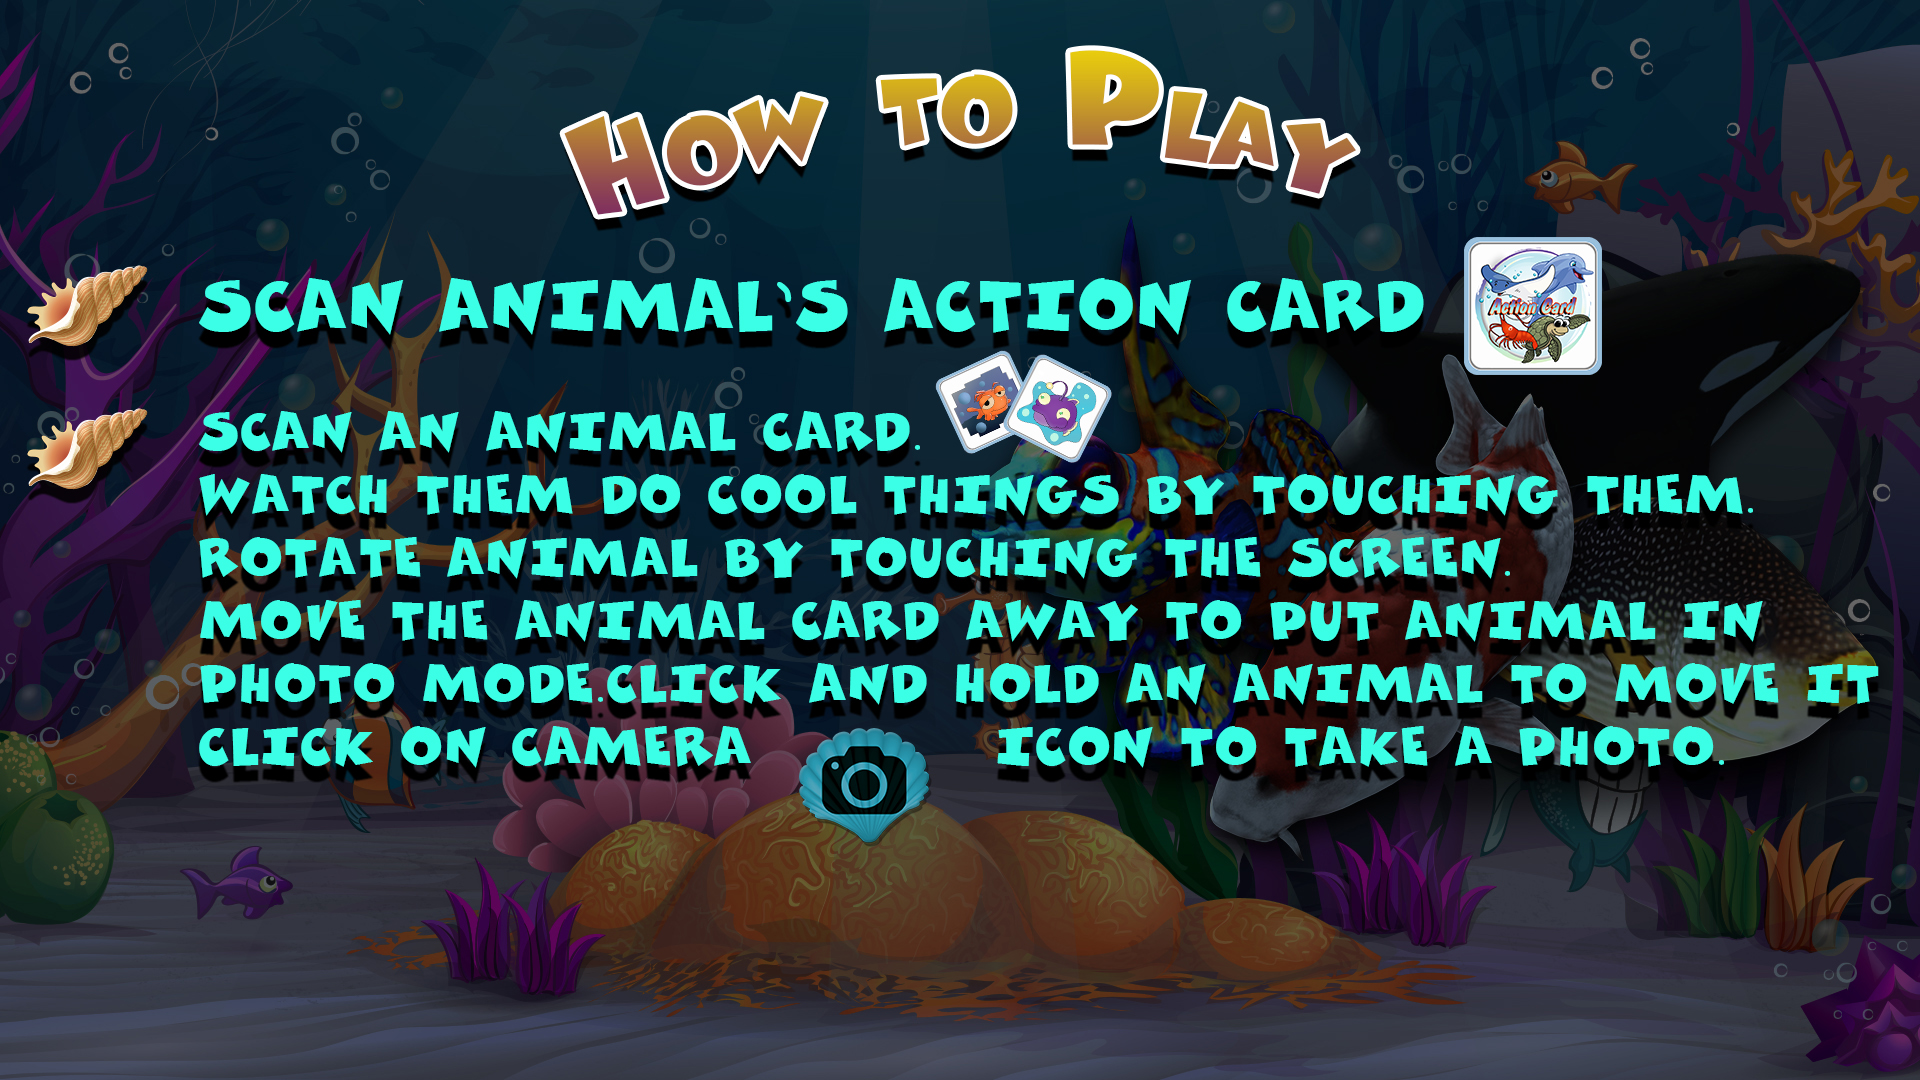 How to Play
Scan Animal's Action Card
Action Card
Scan an Animal Card.
Watch them do cool things by touching them.
Rotate animal by touching the screen.
Move the animal card away to put animal in
photo mode.Click and hold an animal to move it
Click on camera icon to take a photo.